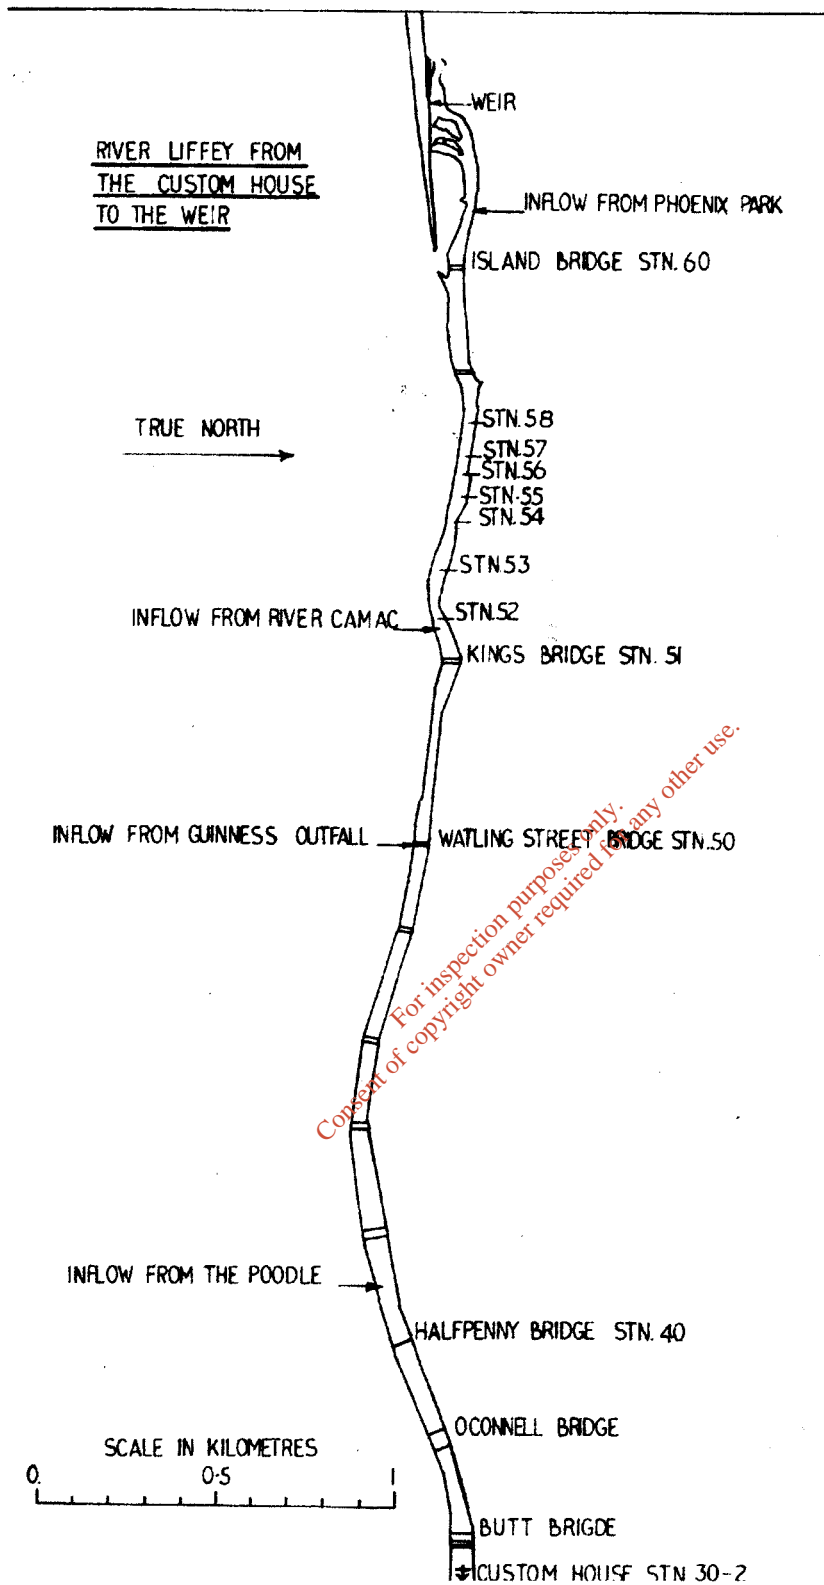 WEIR
RIVER LIFFEY FROM
THE CUSTOM HOUSE
TO THE WEIR
INFLOW FROM PHOENIX PARK
ISLAND BRIDGE STN. 60
TRUE NORTH
STN. 58
STN. 57
STN. 56
STN. 55
STN. 54
STN. 53
INFLOW FROM RIVER CAMAC
STN. 52
KINGS BRIDGE STN. 51
INFLOW FROM GUINNESS OUTFALL
WATLING STREET BRIDGE STN. 50
For inspection purposes only.
Consent of copyright owner required for any other use.
INFLOW FROM THE POODLE
HALFPENNY BRIDGE STN. 40
OCONNELL BRIDGE
SCALE IN KILOMETRES
0. 0·5 1
BUTT BRIGDE
CUSTOM HOUSE STN 30-2